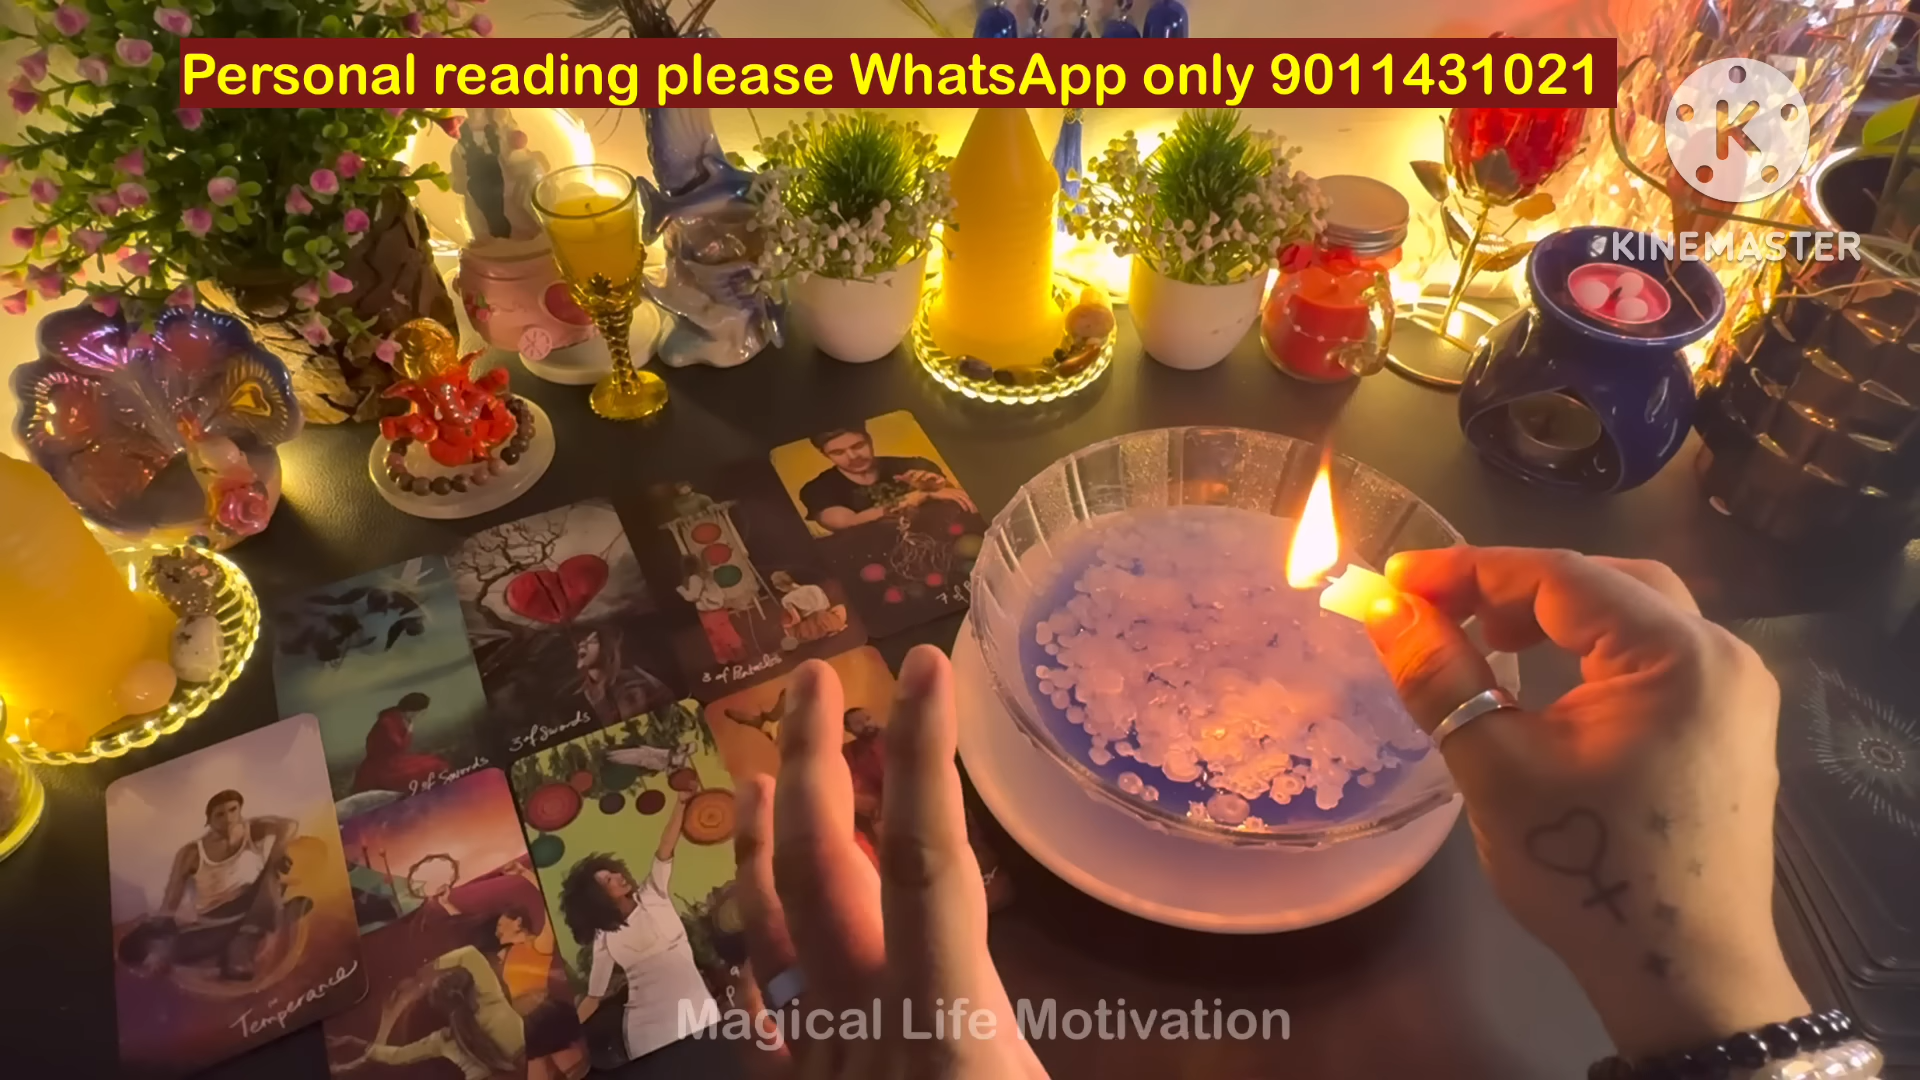 Personal reading please WhatsApp only 9011431021
K
KINEMASTER
3 of Pentacles
3 of Swords
9 of Swords
Temperance
Magical Life Motivation